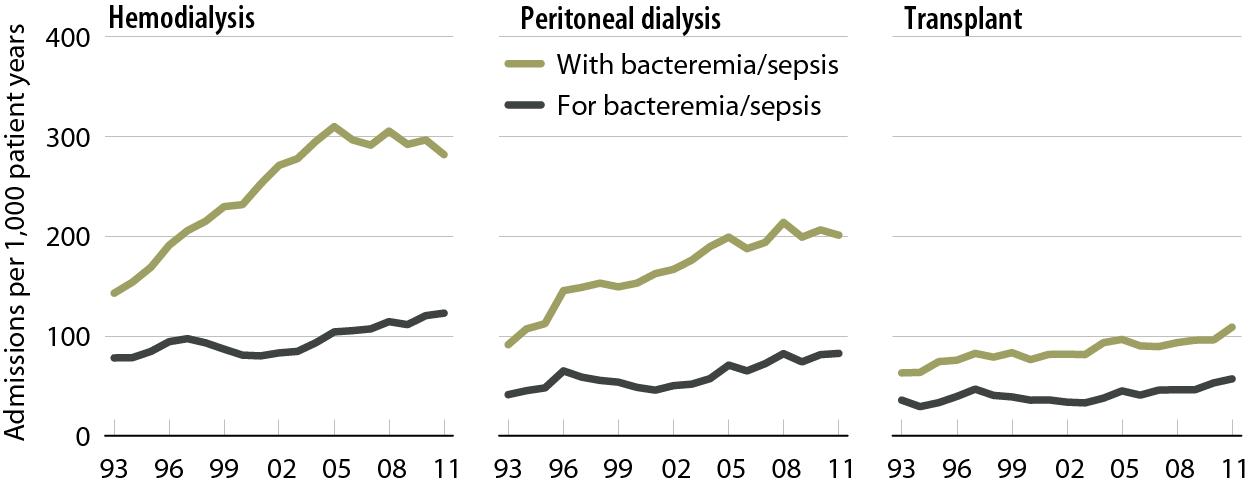 Hemodialysis
Peritoneal dialysis
Transplant
Admissions per 1,000 patient years
400
300
200
100
0
With bacteremia/sepsis
For bacteremia/sepsis
93 96 99 02 05 08 11
93 96 99 02 05 08 11
93 96 99 02 05 08 11